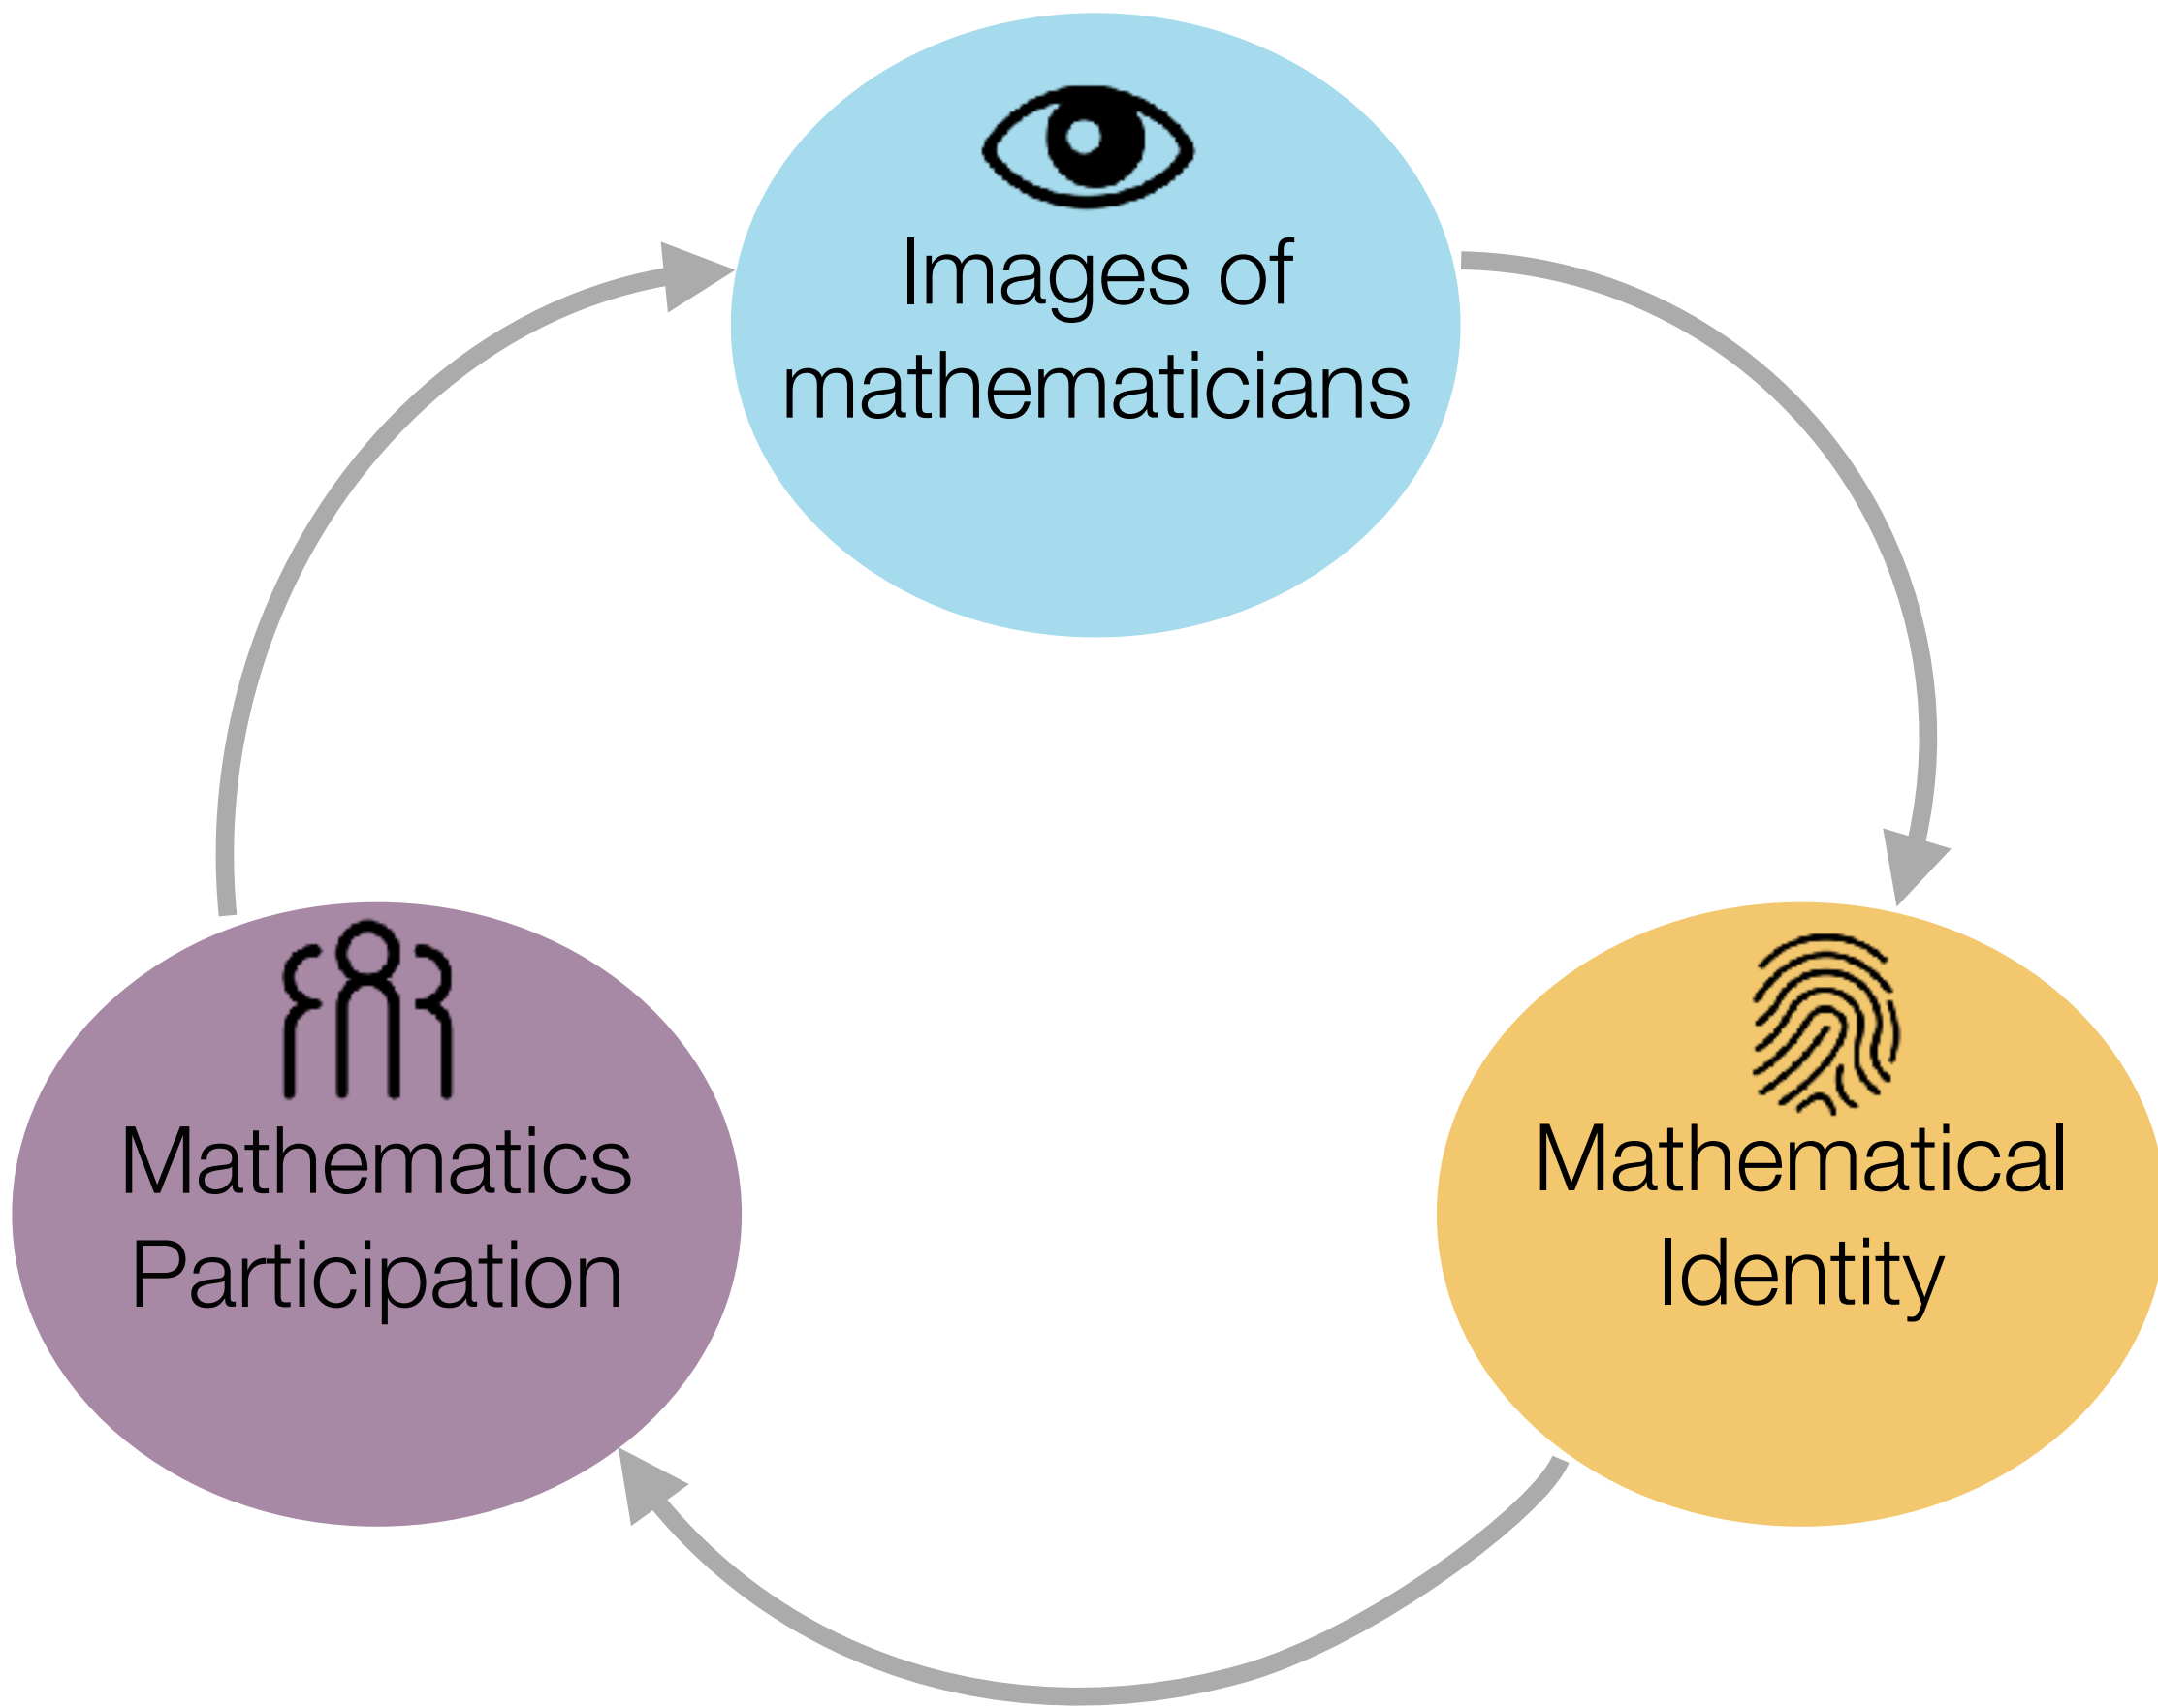 Images of
mathematicians
Mathematics
Participation
Mathematical
Identity